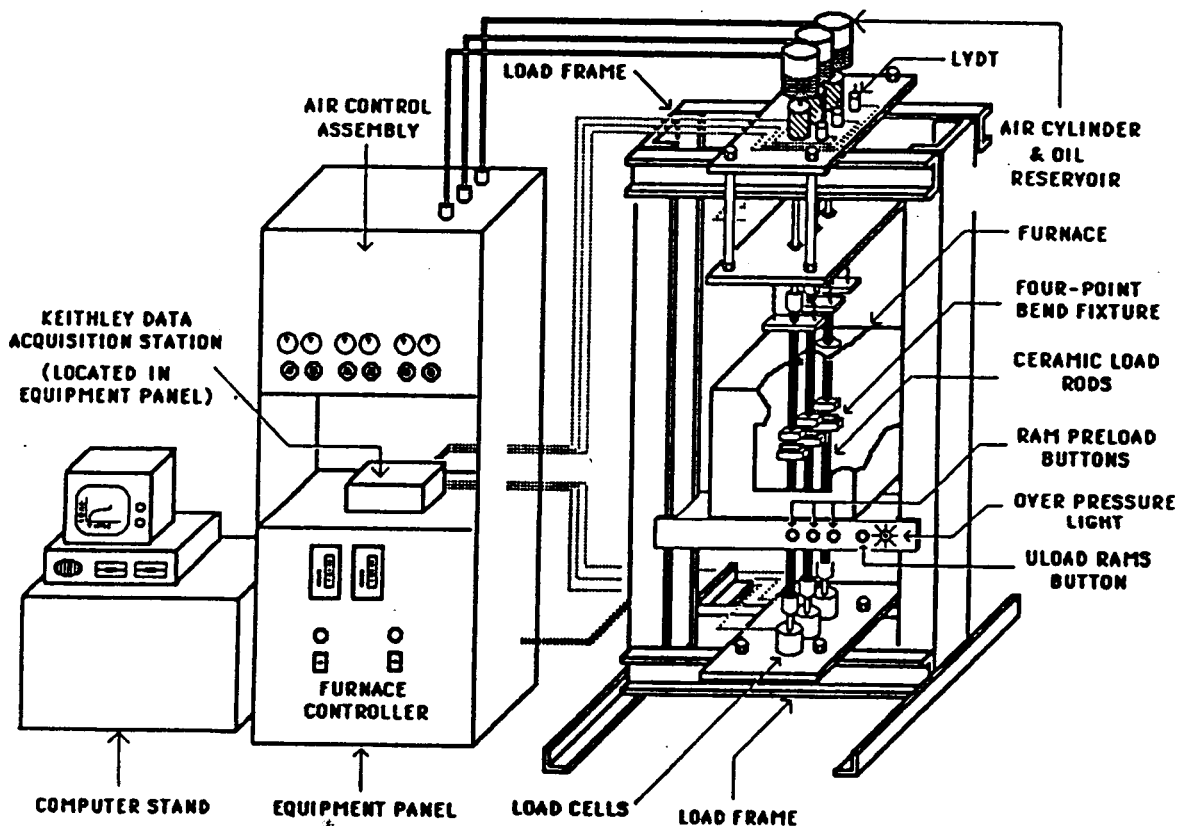 LOAD FRAME
LYDT
AIR CONTROL
ASSEMBLY
AIR CYLINDER
& OIL
RESERVOIR
FURNACE
FOUR-POINT
BEND FIXTURE
KEITHLEY DATA
ACQUISITION STATION
(LOCATED IN
EQUIPMENT PANEL)
CERAMIC LOAD
RODS
RAM PRELOAD
BUTTONS
OVER PRESSURE
LIGHT
ULOAD RAMS
BUTTON
FURNACE
CONTROLLER
COMPUTER STAND
EQUIPMENT PANEL
LOAD CELLS
LOAD FRAME